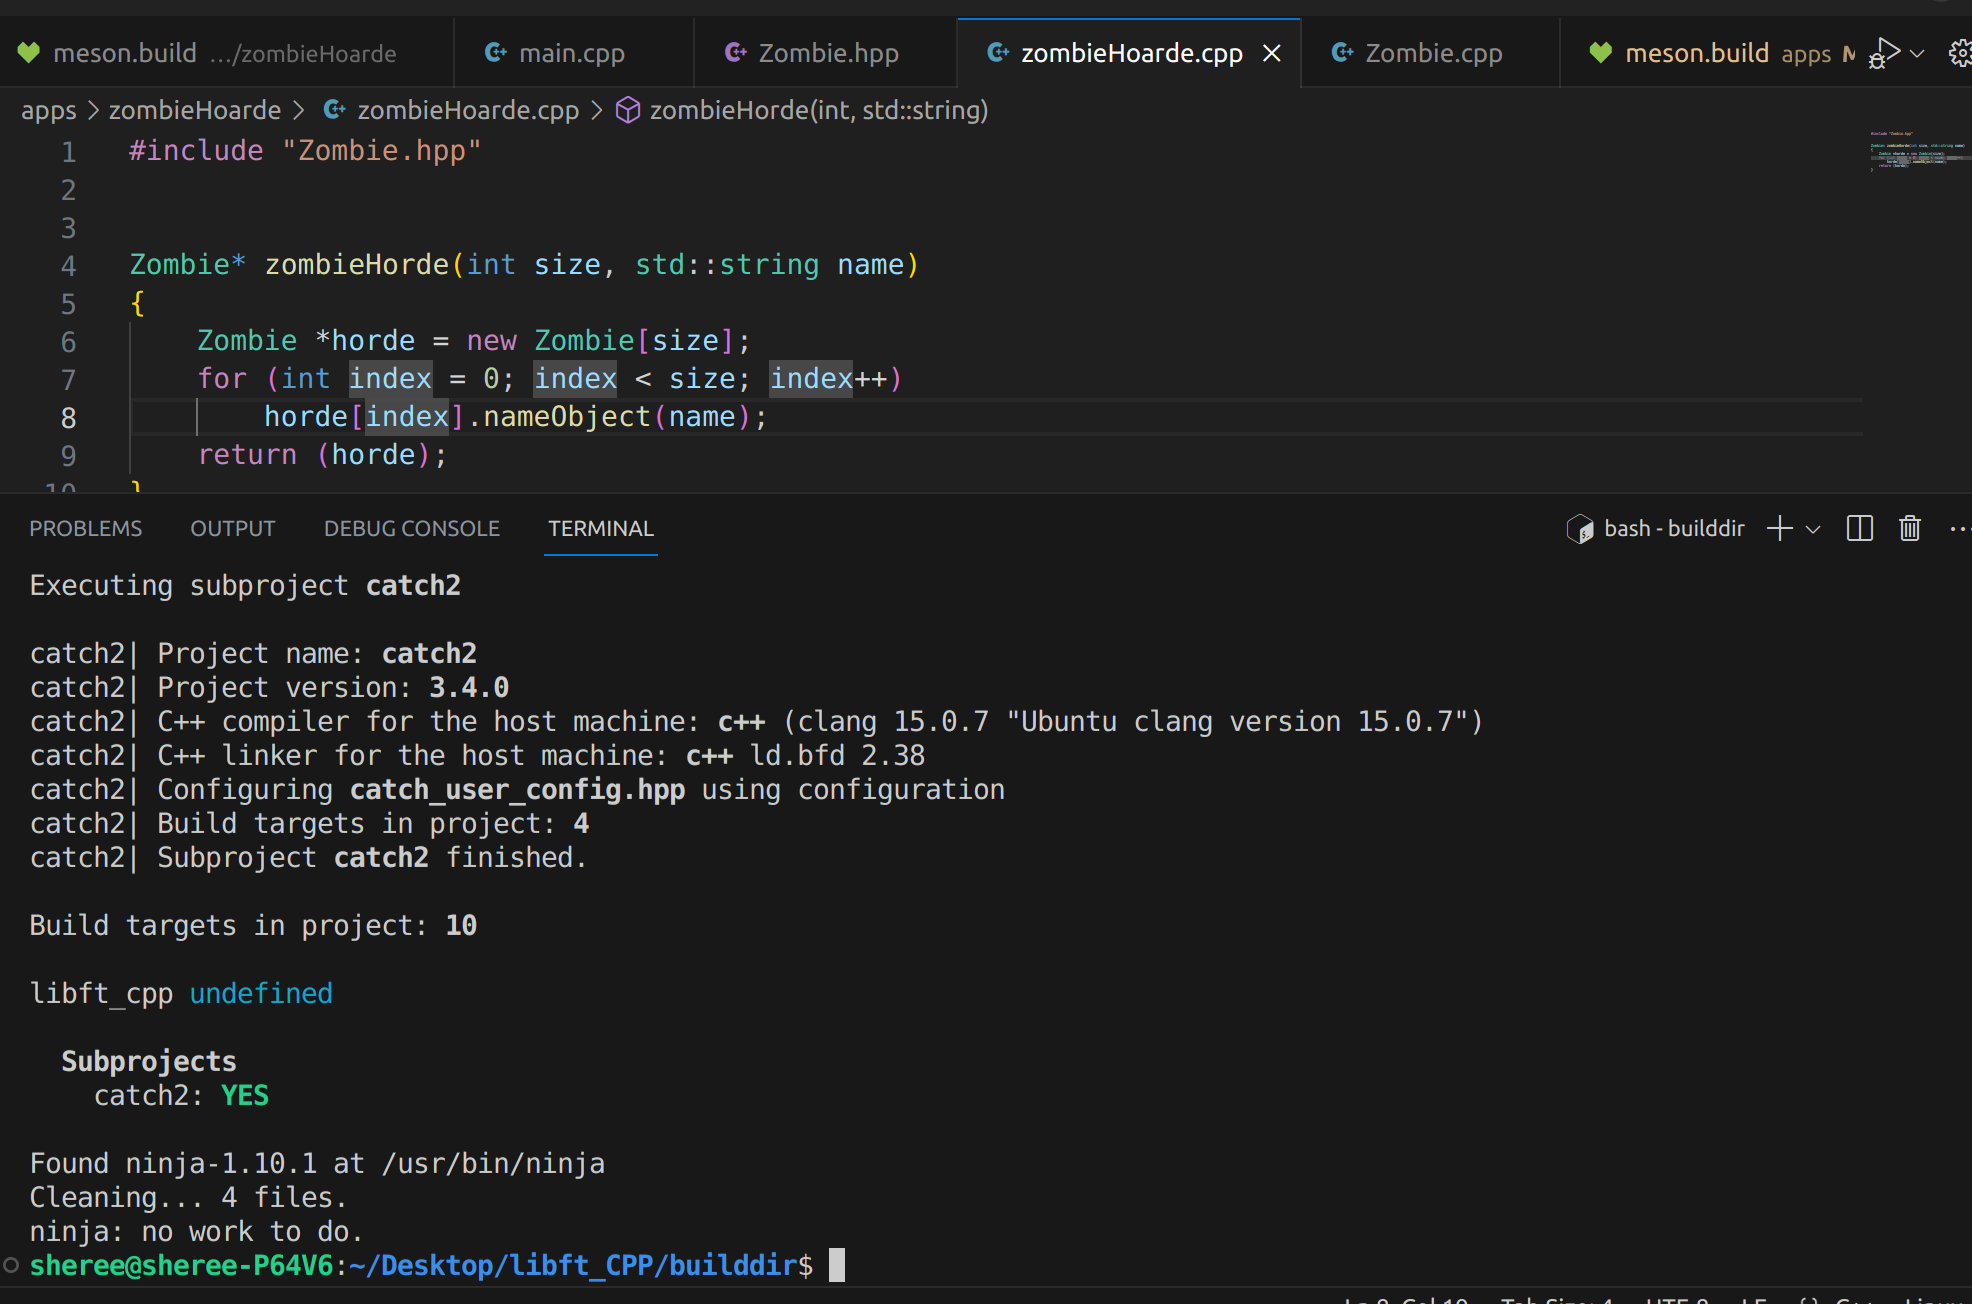 meson.build .../zombieHoarde main.cpp Zombie.hpp zombieHoarde.cpp Zombie.cpp meson.build apps M
apps > zombieHoarde > zombieHoarde.cpp > zombieHorde(int, std::string)
1 #include "Zombie.hpp"
2
3
4 Zombie* zombieHorde(int size, std::string name)
5 {
6 Zombie *horde = new Zombie[size];
7 for (int index = 0; index < size; index++)
8 horde[index].nameObject(name);
9 return (horde);
10 }
PROBLEMS OUTPUT DEBUG CONSOLE TERMINAL bash - builddir
Executing subproject catch2
catch2| Project name: catch2
catch2| Project version: 3.4.0
catch2| C++ compiler for the host machine: c++ (clang 15.0.7 "Ubuntu clang version 15.0.7")
catch2| C++ linker for the host machine: c++ ld.bfd 2.38
catch2| Configuring catch_user_config.hpp using configuration
catch2| Build targets in project: 4
catch2| Subproject catch2 finished.
Build targets in project: 10
libft_cpp undefined
Subprojects
catch2: YES
Found ninja-1.10.1 at /usr/bin/ninja
Cleaning... 4 files.
ninja: no work to do.
sheree@sheree-P64V6:~/Desktop/libft_CPP/builddir$